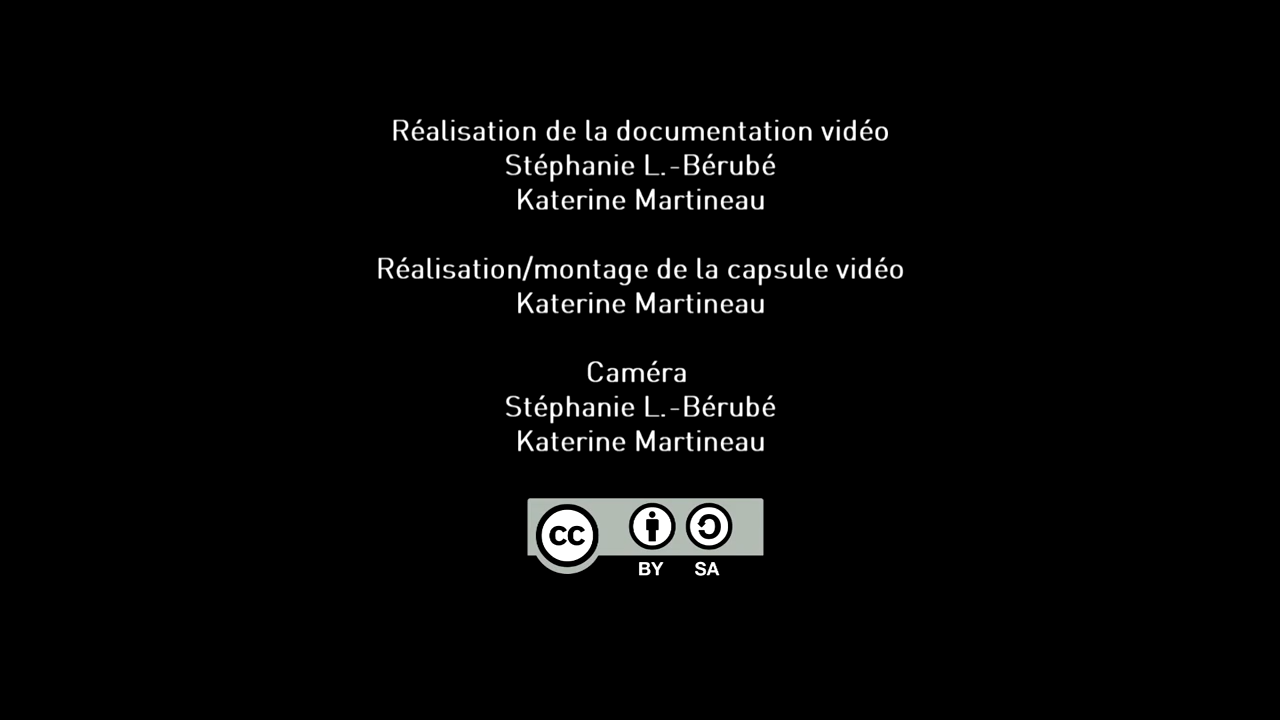 Réalisation de la documentation vidéo
Stéphanie L.-Bérubé
Katerine Martineau
Réalisation/montage de la capsule vidéo
Katerine Martineau
Caméra
Stéphanie L.-Bérubé
Katerine Martineau
cc
BY SA